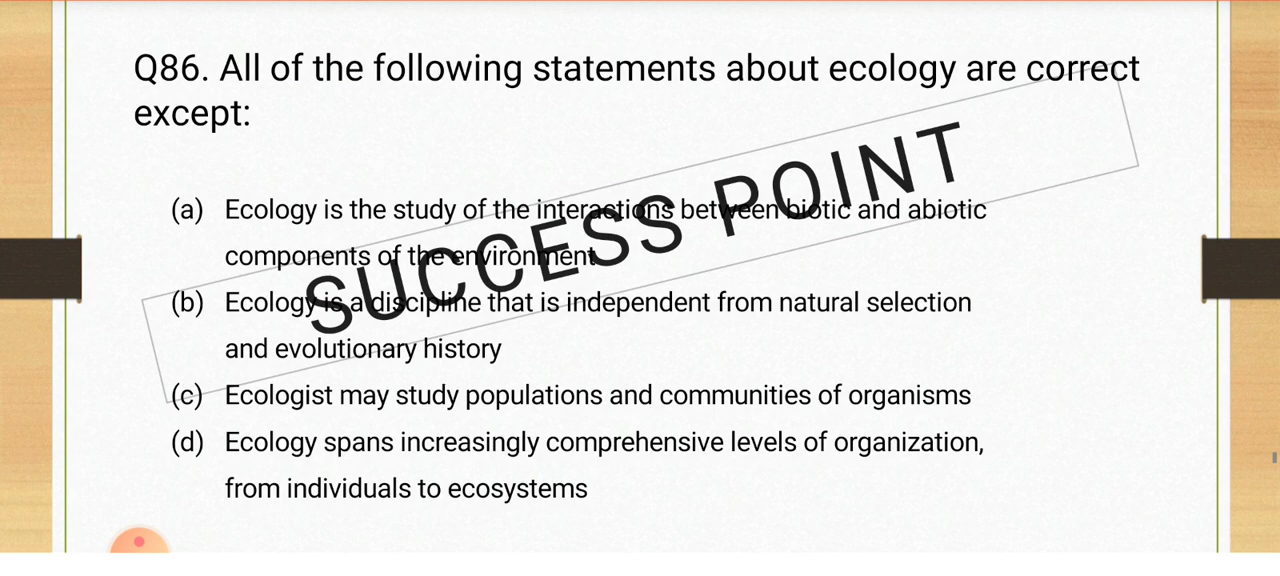 Q86. All of the following statements about ecology are correct
except:
SUCCESS POINT
(a) Ecology is the study of the interactions between biotic and abiotic
components of the environment
(b) Ecology is a discipline that is independent from natural selection
and evolutionary history
(c) Ecologist may study populations and communities of organisms
(d) Ecology spans increasingly comprehensive levels of organization,
from individuals to ecosystems